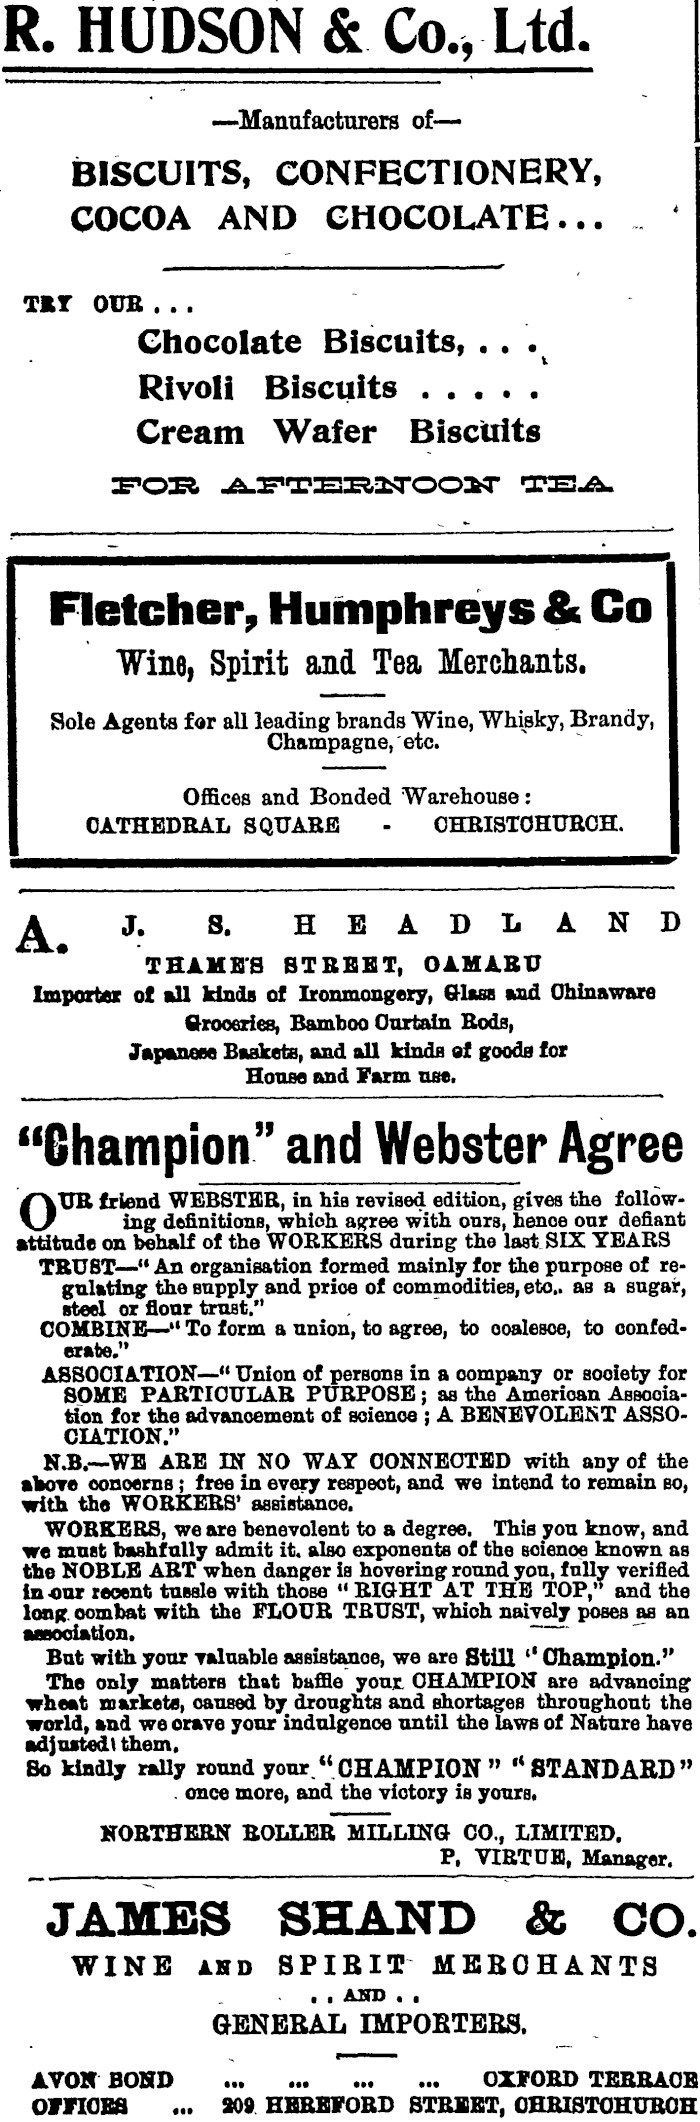 R. HUDSON & Co., Ltd.
—Manufacturers of—
BISCUITS, CONFECTIONERY,
COCOA AND CHOCOLATE...
TRY OUR...
Chocolate Biscuits, . . .
Rivoli Biscuits . . . . .
Cream Wafer Biscuits
FOR AFTERNOON TEA
Fletcher, Humphreys & Co
Wine, Spirit and Tea Merchants.
Sole Agents for all leading brands Wine, Whisky, Brandy,
Champagne, etc.
Offices and Bonded Warehouse:
CATHEDRAL SQUARE - CHRISTCHURCH.
A. J. S. HEADLAND
THAMES STREET, OAMARU
Importer of all kinds of Ironmongery, Glass and Chinaware
Groceries, Bamboo Curtain Rods,
Japanese Baskets, and all kinds of goods for
House and Farm use.
"Champion" and Webster Agree
OUR friend WEBSTER, in his revised edition, gives the follow-
ing definitions, which agree with ours, hence our defiant
attitude on behalf of the WORKERS during the last SIX YEARS
TRUST—"An organisation formed mainly for the purpose of re-
gulating the supply and price of commodities, etc,. as a sugar,
steel or flour trust."
COMBINE—"To form a union, to agree, to coalesce, to confed-
erate."
ASSOCIATION—"Union of persons in a company or society for
SOME PARTICULAR PURPOSE; as the American Associa-
tion for the advancement of science; A BENEVOLENT ASSO-
CIATION."
N.B.—WE ARE IN NO WAY CONNECTED with any of the
above concerns; free in every respect, and we intend to remain so,
with the WORKERS' assistance.
WORKERS, we are benevolent to a degree. This you know, and
we must bashfully admit it. also exponents of the science known as
the NOBLE ART when danger is hovering round you, fully verified
in our recent tussle with those "RIGHT AT THE TOP," and the
long combat with the FLOUR TRUST, which naively poses as an
association.
But with your valuable assistance, we are Still "Champion."
The only matters that baffle your CHAMPION are advancing
wheat markets, caused by droughts and shortages throughout the
world, and we crave your indulgence until the laws of Nature have
adjusted them.
So kindly rally round your "CHAMPION" "STANDARD"
once more, and the victory is yours.
NORTHERN ROLLER MILLING CO., LIMITED.
P. VIRTUE, Manager.
JAMES SHAND & CO.
WINE AND SPIRIT MERCHANTS
. . AND . .
GENERAL IMPORTERS.
AVON BOND ... ... ... ... OXFORD TERRACE
OFFICES ... 209 HEREFORD STREET, CHRISTCHURCH